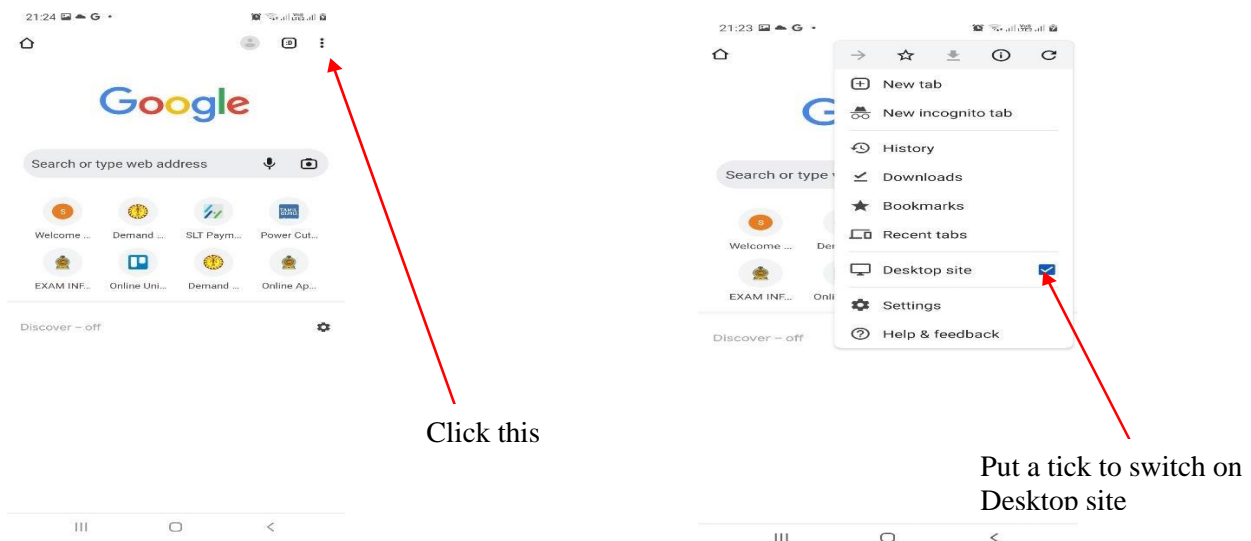 21:24 G
Google
Search or type web address
S
Welcome ... Demand ... SLT Paym... Power Cut...
EXAM INF... Online Uni... Demand ... Online Ap...
Discover – off
Click this
21:23 G
G
New tab
New incognito tab
History
Search or type
Downloads
Bookmarks
S
Recent tabs
Welcome ... Der
Desktop site
EXAM INF... Onli
Settings
Help & feedback
Discover – off
Put a tick to switch on
Desktop site